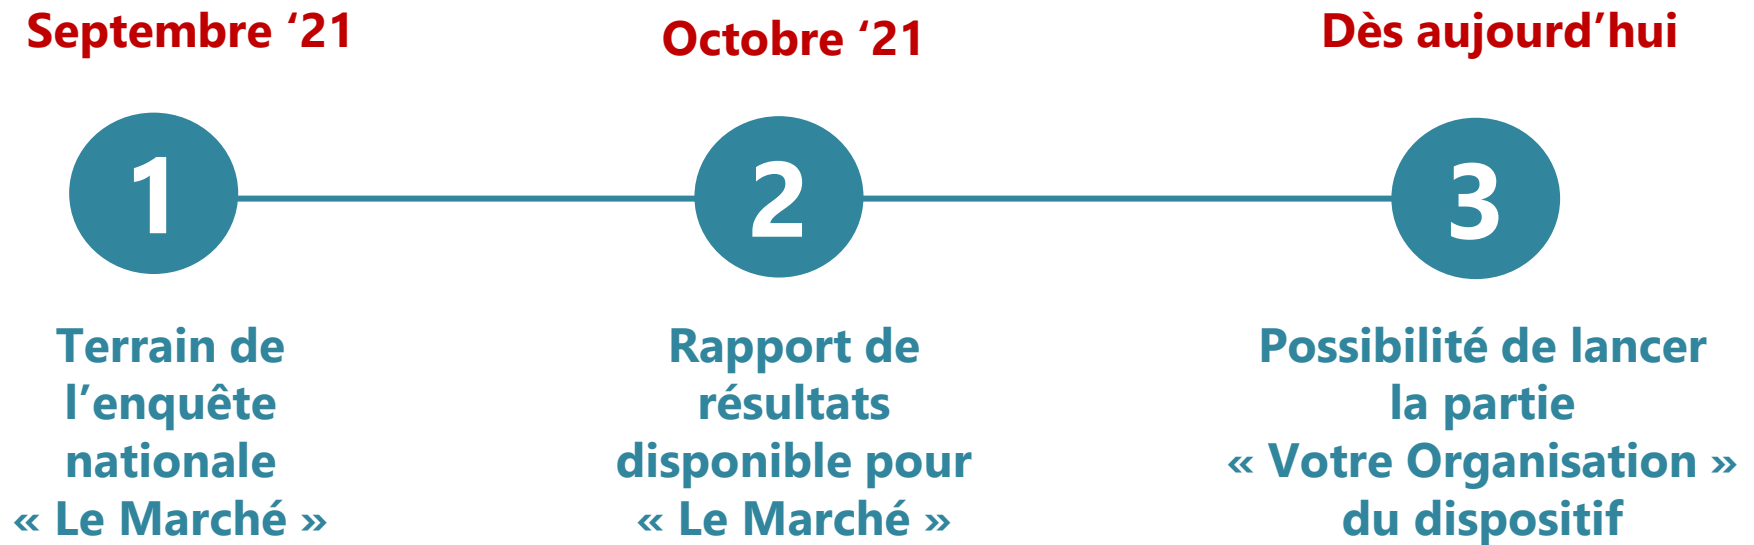 Septembre ‘21
Octobre ‘21
Dès aujourd’hui
1
2
3
Terrain de
l’enquête
nationale
« Le Marché »
Rapport de
résultats
disponible pour
« Le Marché »
Possibilité de lancer
la partie
« Votre Organisation »
du dispositif